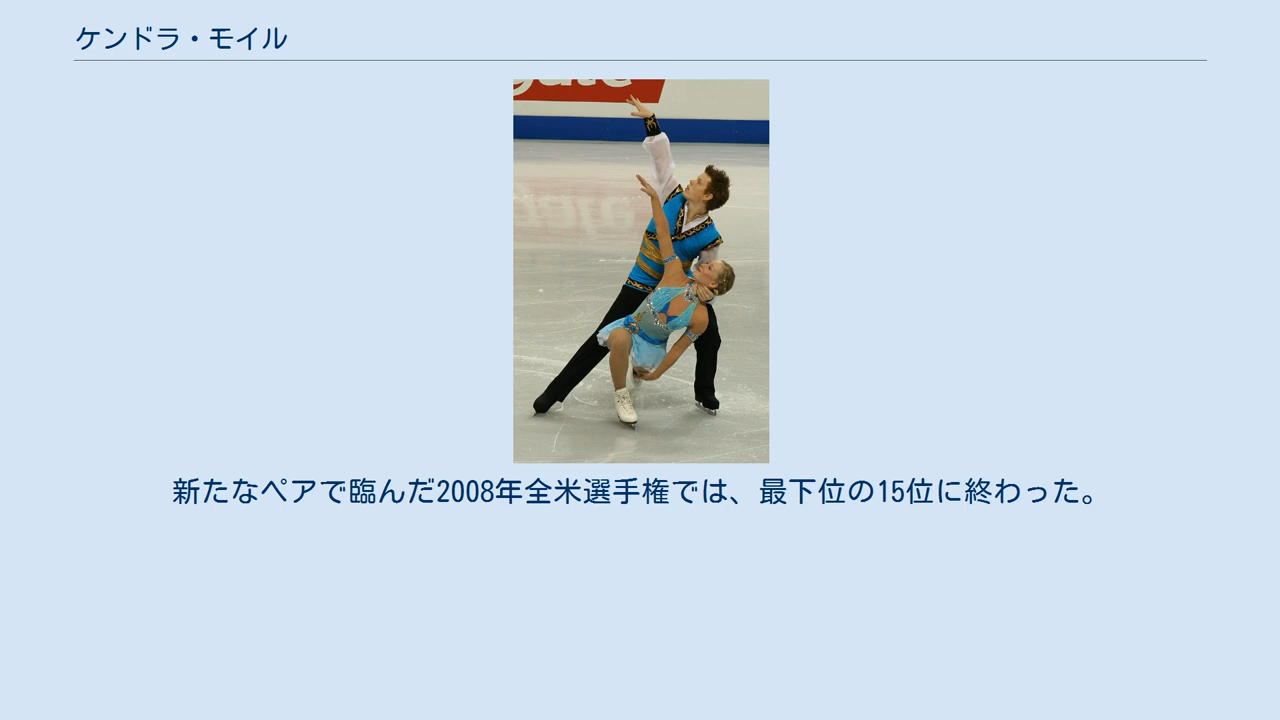 ケンドラ・モイル
新たなペアで臨んだ2008年全米選手権では、最下位の15位に終わった。